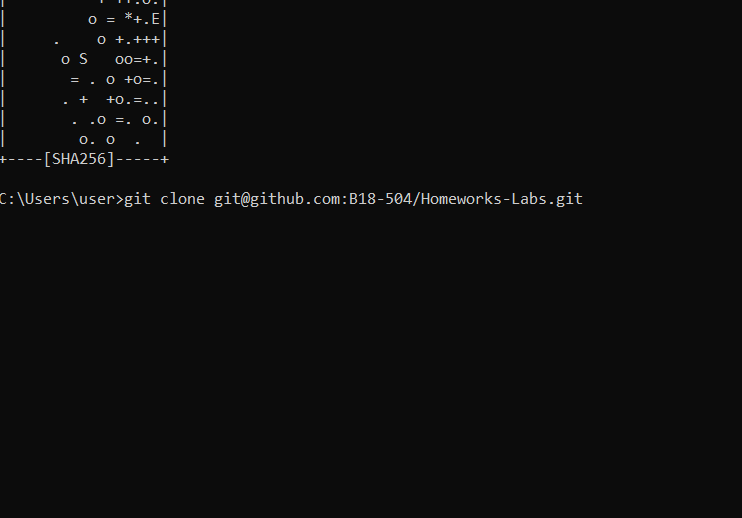 |       o = *+.E|
|     .    o +.+++|
|      o S   oo=+.|
|       = . o +o=.|
|      . +  +o.=..|
|       . .o =. o.|
|        o. o  .  |
+----[SHA256]-----+
C:\Users\user>git clone git@github.com:B18-504/Homeworks-Labs.git